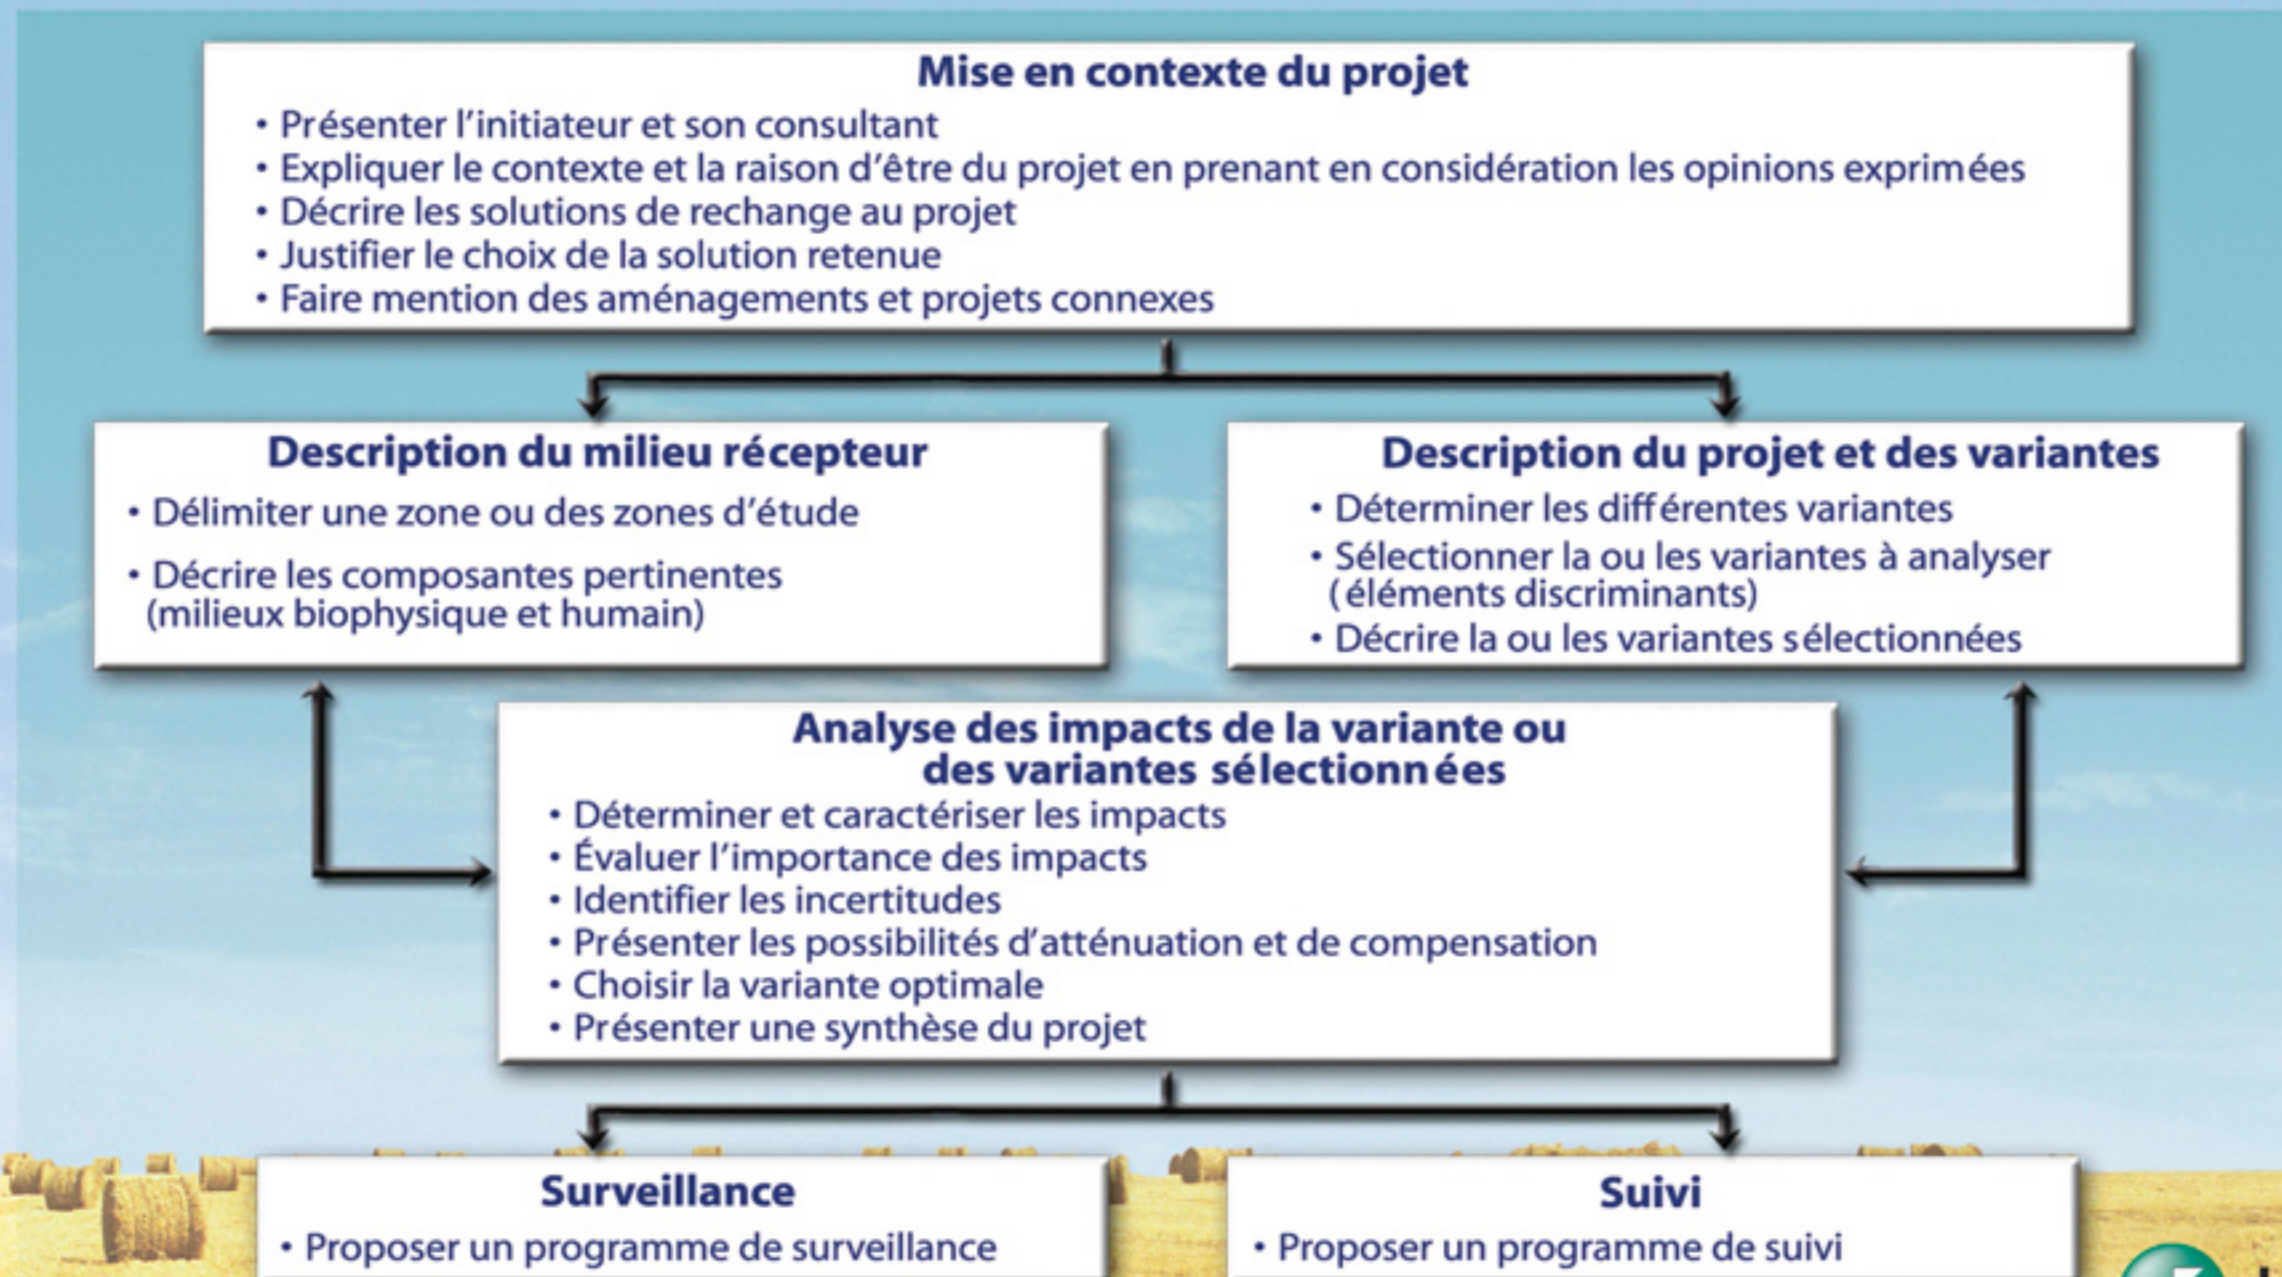 Mise en contexte du projet
• Présenter l'initiateur et son consultant
• Expliquer le contexte et la raison d'être du projet en prenant en considération les opinions exprimées
• Décrire les solutions de rechange au projet
• Justifier le choix de la solution retenue
• Faire mention des aménagements et projets connexes
Description du milieu récepteur
• Délimiter une zone ou des zones d'étude
• Décrire les composantes pertinentes
(milieux biophysique et humain)
Description du projet et des variantes
• Déterminer les différentes variantes
• Sélectionner la ou les variantes à analyser
(éléments discriminants)
• Décrire la ou les variantes sélectionnées
Analyse des impacts de la variante ou
des variantes sélectionnées
• Déterminer et caractériser les impacts
• Évaluer l'importance des impacts
• Identifier les incertitudes
• Présenter les possibilités d'atténuation et de compensation
• Choisir la variante optimale
• Présenter une synthèse du projet
Surveillance
• Proposer un programme de surveillance
Suivi
• Proposer un programme de suivi